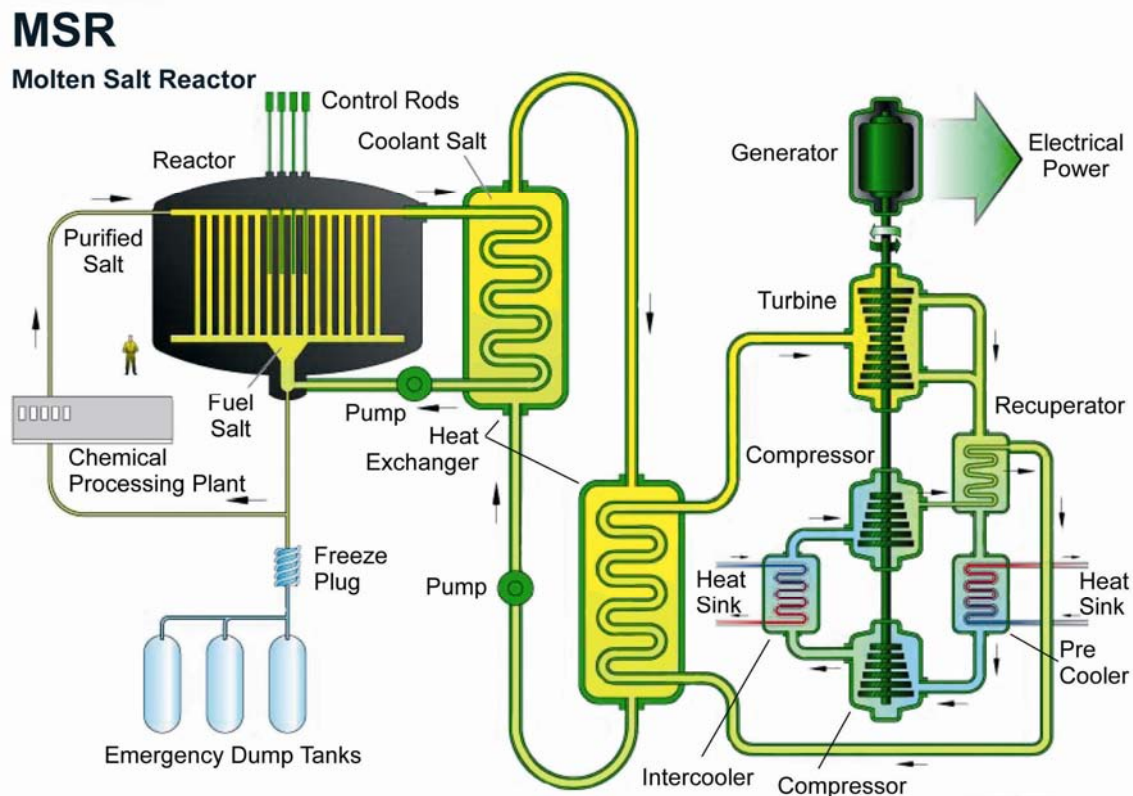 MSR
Molten Salt Reactor
Control Rods
Coolant Salt
Reactor
Purified
Salt
Fuel
Salt
Pump
Heat
Exchanger
Chemical
Processing Plant
Freeze
Plug
Pump
Emergency Dump Tanks
Generator
Electrical
Power
Turbine
Recuperator
Compressor
Heat
Sink
Heat
Sink
Pre
Cooler
Intercooler
Compressor